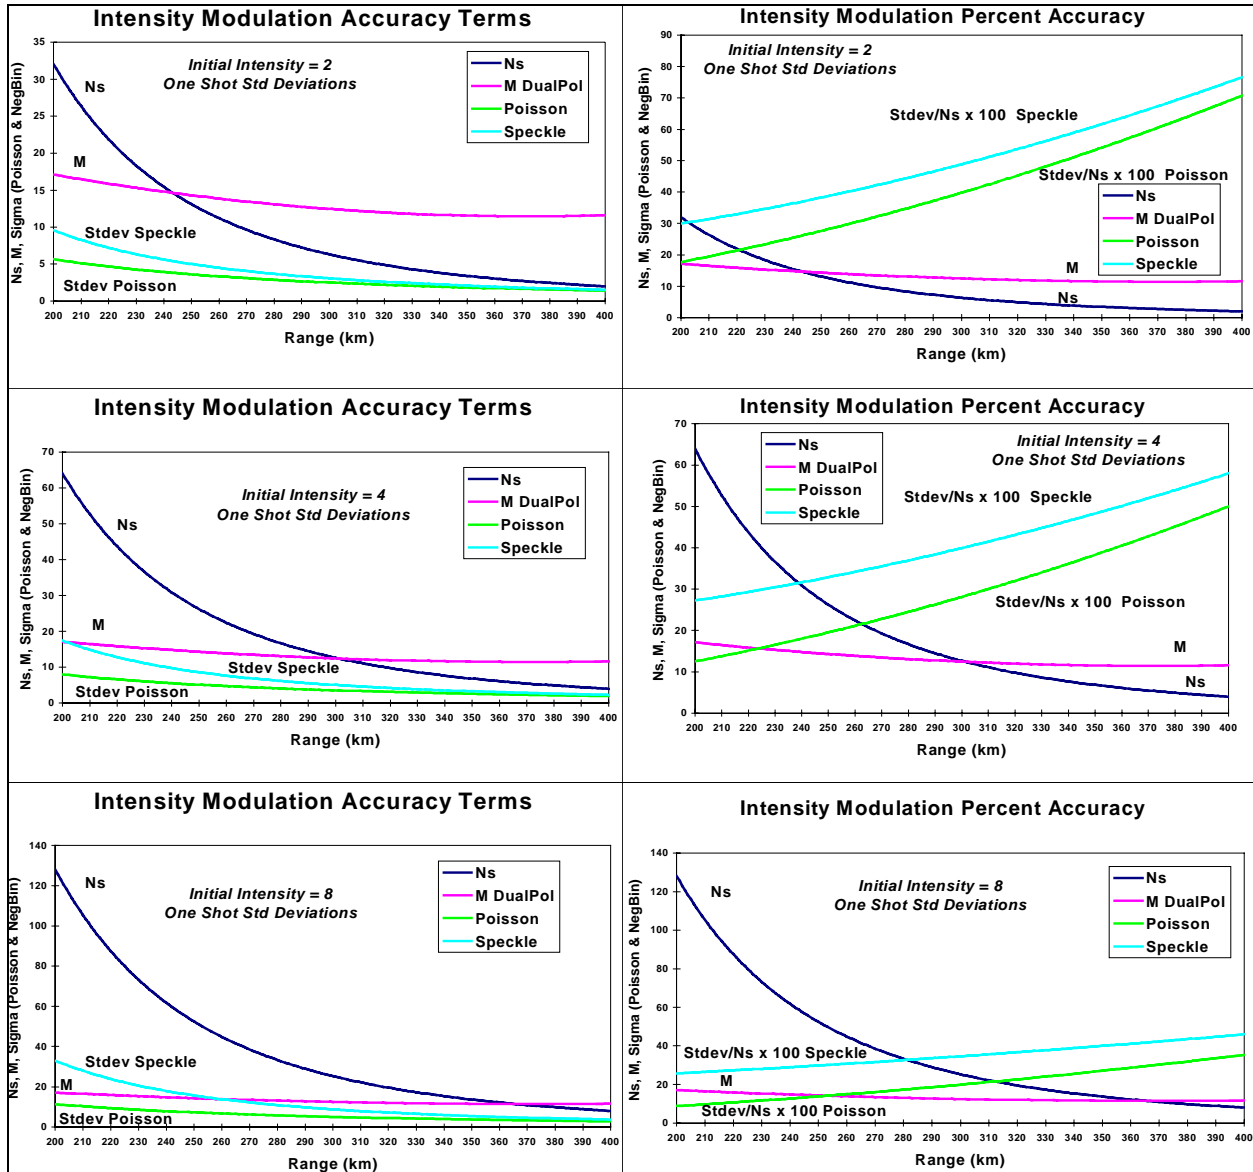 Intensity Modulation Accuracy Terms
Ns, M, Sigma (Poisson & NegBin)
35
30
25
20
15
10
5
0
Initial Intensity = 2
One Shot Std Deviations
Ns
M DualPol
Poisson
Speckle
Ns
M
Stdev Speckle
Stdev Poisson
200 210 220 230 240 250 260 270 280 290 300 310 320 330 340 350 360 370 380 390 400
Range (km)
Intensity Modulation Percent Accuracy
Ns, M, Sigma (Poisson & NegBin)
90
80
70
60
50
40
30
20
10
0
Initial Intensity = 2
One Shot Std Deviations
Stdev/Ns x 100 Speckle
Stdev/Ns x 100 Poisson
Ns
M DualPol
Poisson
Speckle
M
Ns
200 210 220 230 240 250 260 270 280 290 300 310 320 330 340 350 360 370 380 390 400
Range (km)
Intensity Modulation Accuracy Terms
Ns, M, Sigma (Poisson & NegBin)
70
60
50
40
30
20
10
0
Initial Intensity = 4
One Shot Std Deviations
Ns
M DualPol
Poisson
Speckle
Ns
M
Stdev Speckle
Stdev Poisson
200 210 220 230 240 250 260 270 280 290 300 310 320 330 340 350 360 370 380 390 400
Range (km)
Intensity Modulation Percent Accuracy
Ns, M, Sigma (Poisson & NegBin)
70
60
50
40
30
20
10
0
Ns
M DualPol
Poisson
Speckle
Initial Intensity = 4
One Shot Std Deviations
Stdev/Ns x 100 Speckle
Stdev/Ns x 100 Poisson
M
Ns
200 210 220 230 240 250 260 270 280 290 300 310 320 330 340 350 360 370 380 390 400
Range (km)
Intensity Modulation Accuracy Terms
Ns, M, Sigma (Poisson & NegBin)
140
120
100
80
60
40
20
0
Ns
Initial Intensity = 8
One Shot Std Deviations
Ns
M DualPol
Poisson
Speckle
Stdev Speckle
M
Stdev Poisson
200 210 220 230 240 250 260 270 280 290 300 310 320 330 340 350 360 370 380 390 400
Range (km)
Intensity Modulation Percent Accuracy
Ns, M, Sigma (Poisson & NegBin)
140
120
100
80
60
40
20
0
Ns
Initial Intensity = 8
One Shot Std Deviations
Ns
M DualPol
Poisson
Speckle
Stdev/Ns x 100 Speckle
M
Stdev/Ns x 100 Poisson
200 210 220 230 240 250 260 270 280 290 300 310 320 330 340 350 360 370 380 390 400
Range (km)